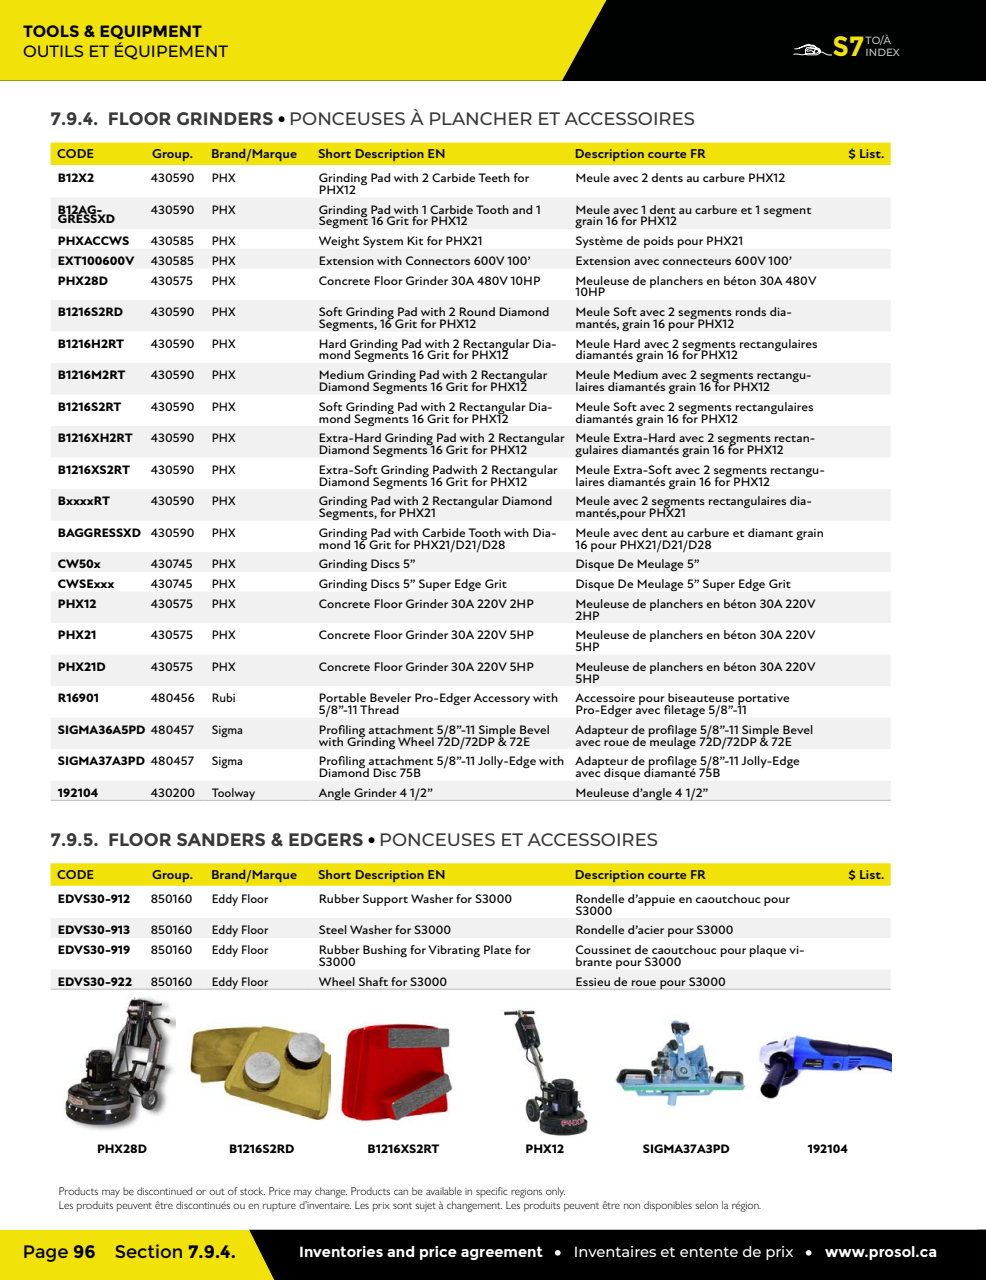 TOOLS & EQUIPMENT
OUTILS ET ÉQUIPEMENT
S7 TO/À INDEX
7.9.4. FLOOR GRINDERS • PONCEUSES À PLANCHER ET ACCESSOIRES
CODE Group. Brand/Marque Short Description EN Description courte FR $ List.
B12X2 430590 PHX Grinding Pad with 2 Carbide Teeth for Meule avec 2 dents au carbure PHX12
PHX12
B12AG- 430590 PHX Grinding Pad with 1 Carbide Tooth and 1 Meule avec 1 dent au carbure et 1 segment
GRESSXD Segment 16 Grit for PHX12 grain 16 for PHX12
PHXACCWS 430585 PHX Weight System Kit for PHX21 Système de poids pour PHX21
EXT100600V 430585 PHX Extension with Connectors 600V 100’ Extension avec connecteurs 600V 100’
PHX28D 430575 PHX Concrete Floor Grinder 30A 480V 10HP Meuleuse de planchers en béton 30A 480V
10HP
B1216S2RD 430590 PHX Soft Grinding Pad with 2 Round Diamond Meule Soft avec 2 segments ronds dia-
Segments, 16 Grit for PHX12 mantés, grain 16 pour PHX12
B1216H2RT 430590 PHX Hard Grinding Pad with 2 Rectangular Dia- Meule Hard avec 2 segments rectangulaires
mond Segments 16 Grit for PHX12 diamantés grain 16 for PHX12
B1216M2RT 430590 PHX Medium Grinding Pad with 2 Rectangular Meule Medium avec 2 segments rectangu-
Diamond Segments 16 Grit for PHX12 laires diamantés grain 16 for PHX12
B1216S2RT 430590 PHX Soft Grinding Pad with 2 Rectangular Dia- Meule Soft avec 2 segments rectangulaires
mond Segments 16 Grit for PHX12 diamantés grain 16 for PHX12
B1216XH2RT 430590 PHX Extra-Hard Grinding Pad with 2 Rectangular Meule Extra-Hard avec 2 segments rectan-
Diamond Segments 16 Grit for PHX12 gulaires diamantés grain 16 for PHX12
B1216XS2RT 430590 PHX Extra-Soft Grinding Padwith 2 Rectangular Meule Extra-Soft avec 2 segments rectangu-
Diamond Segments 16 Grit for PHX12 laires diamantés grain 16 for PHX12
BxxxxRT 430590 PHX Grinding Pad with 2 Rectangular Diamond Meule avec 2 segments rectangulaires dia-
Segments, for PHX21 mantés,pour PHX21
BAGGRESSXD 430590 PHX Grinding Pad with Carbide Tooth with Dia- Meule avec dent au carbure et diamant grain
mond 16 Grit for PHX21/D21/D28 16 pour PHX21/D21/D28
CW50x 430745 PHX Grinding Discs 5” Disque De Meulage 5”
CWSExxx 430745 PHX Grinding Discs 5” Super Edge Grit Disque De Meulage 5” Super Edge Grit
PHX12 430575 PHX Concrete Floor Grinder 30A 220V 2HP Meuleuse de planchers en béton 30A 220V
2HP
PHX21 430575 PHX Concrete Floor Grinder 30A 220V 5HP Meuleuse de planchers en béton 30A 220V
5HP
PHX21D 430575 PHX Concrete Floor Grinder 30A 220V 5HP Meuleuse de planchers en béton 30A 220V
5HP
R16901 480456 Rubi Portable Beveler Pro-Edger Accessory with Accessoire pour biseauteuse portative
5/8”-11 Thread Pro-Edger avec filetage 5/8”-11
SIGMA36A5PD 480457 Sigma Profiling attachment 5/8”-11 Simple Bevel Adapteur de profilage 5/8”-11 Simple Bevel
with Grinding Wheel 72D/72DP & 72E avec roue de meulage 72D/72DP & 72E
SIGMA37A3PD 480457 Sigma Profiling attachment 5/8”-11 Jolly-Edge with Adapteur de profilage 5/8”-11 Jolly-Edge
Diamond Disc 75B avec disque diamanté 75B
192104 430200 Toolway Angle Grinder 4 1/2” Meuleuse d’angle 4 1/2”
7.9.5. FLOOR SANDERS & EDGERS • PONCEUSES ET ACCESSOIRES
CODE Group. Brand/Marque Short Description EN Description courte FR $ List.
EDVS30-912 850160 Eddy Floor Rubber Support Washer for S3000 Rondelle d’appuie en caoutchouc pour
S3000
EDVS30-913 850160 Eddy Floor Steel Washer for S3000 Rondelle d’acier pour S3000
EDVS30-919 850160 Eddy Floor Rubber Bushing for Vibrating Plate for Coussinet de caoutchouc pour plaque vi-
S3000 brante pour S3000
EDVS30-922 850160 Eddy Floor Wheel Shaft for S3000 Essieu de roue pour S3000
PHX28D B1216S2RD B1216XS2RT PHX12 SIGMA37A3PD 192104
Products may be discontinued or out of stock. Price may change. Products can be available in specific regions only.
Les produits peuvent être discontinués ou en rupture d’inventaire. Les prix sont sujet à changement. Les produits peuvent être non disponibles selon la région.
Page 96 Section 7.9.4. Inventories and price agreement • Inventaires et entente de prix • www.prosol.ca